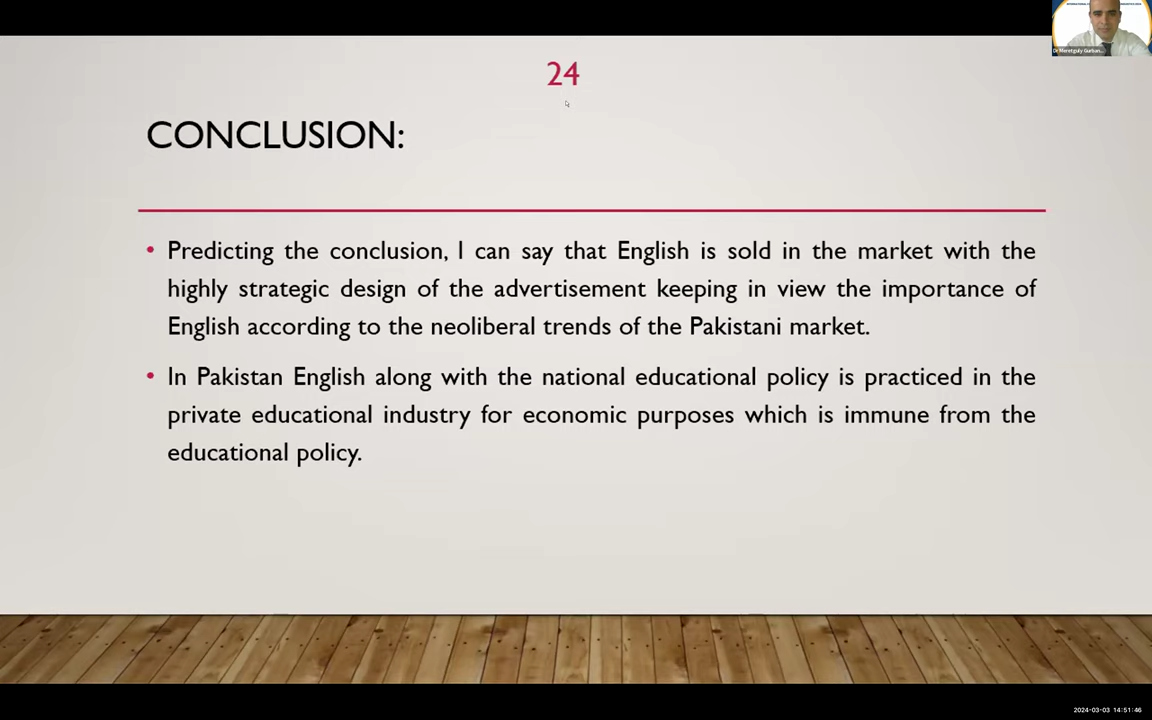 24
CONCLUSION:
• Predicting the conclusion, I can say that English is sold in the market with the
highly strategic design of the advertisement keeping in view the importance of
English according to the neoliberal trends of the Pakistani market.
• In Pakistan English along with the national educational policy is practiced in the
private educational industry for economic purposes which is immune from the
educational policy.
Dr Meretguly Gurban...
2024-03-03 14:51:46